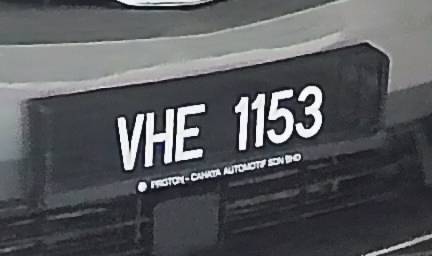 VHE 1153
PROTON - CAHAYA AUTOMOTIF SDN BHD